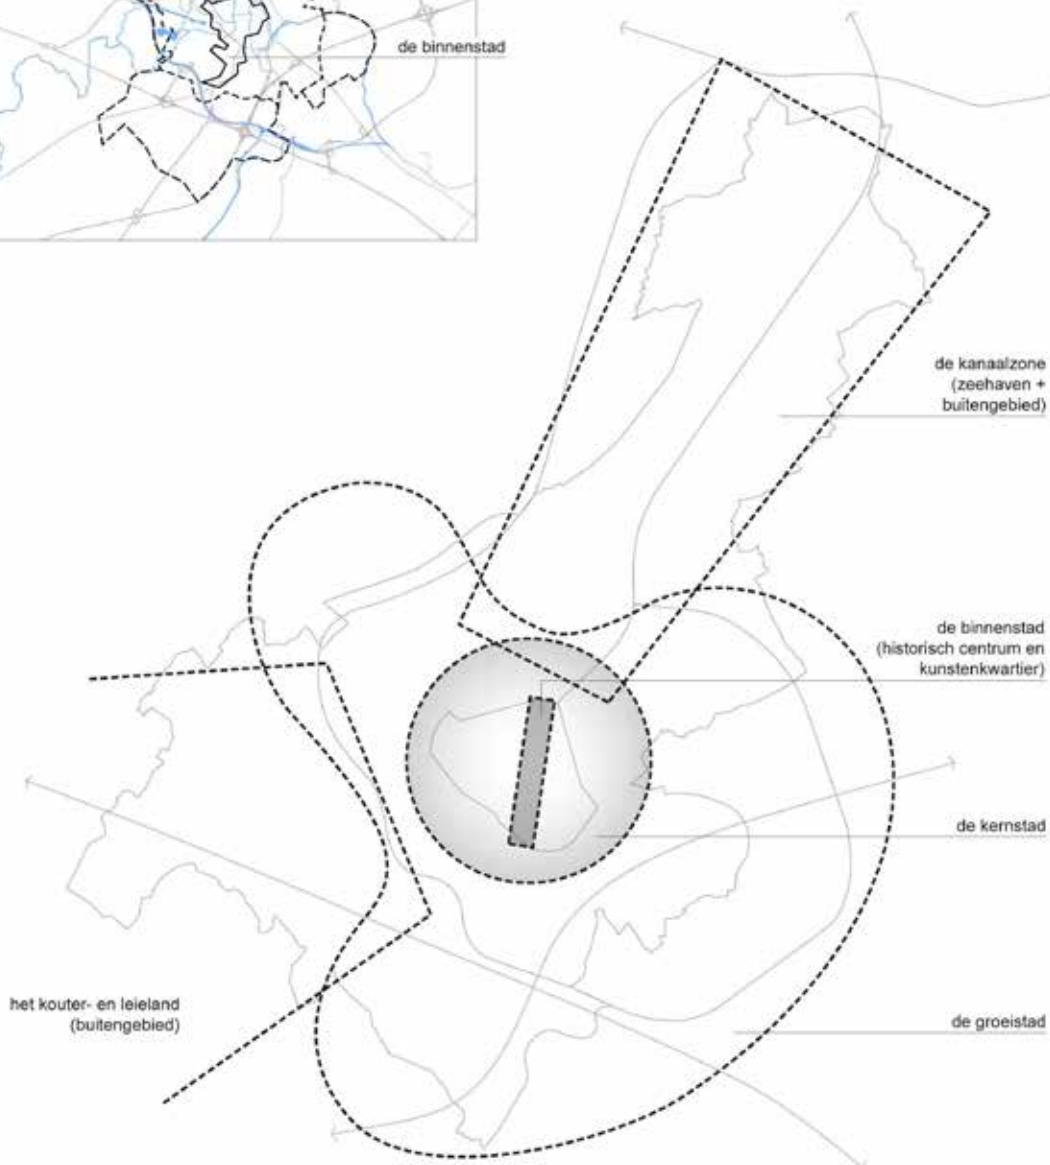 de binnenstad
de kanaalzone
(zeehaven +
buitengebied)
de binnenstad
(historisch centrum en
kunstenkwartier)
de kernstad
het kouter- en leieland
(buitengebied)
de groeistad